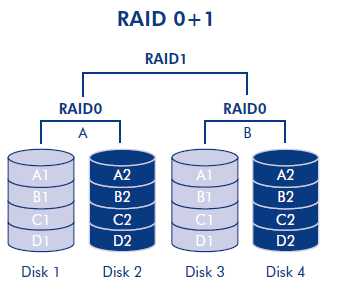 RAID 0+1
RAID1
RAID0 RAID0
A B
A1 A2 A1 A2
B1 B2 B1 B2
C1 C2 C1 C2
D1 D2 D1 D2
Disk 1 Disk 2 Disk 3 Disk 4